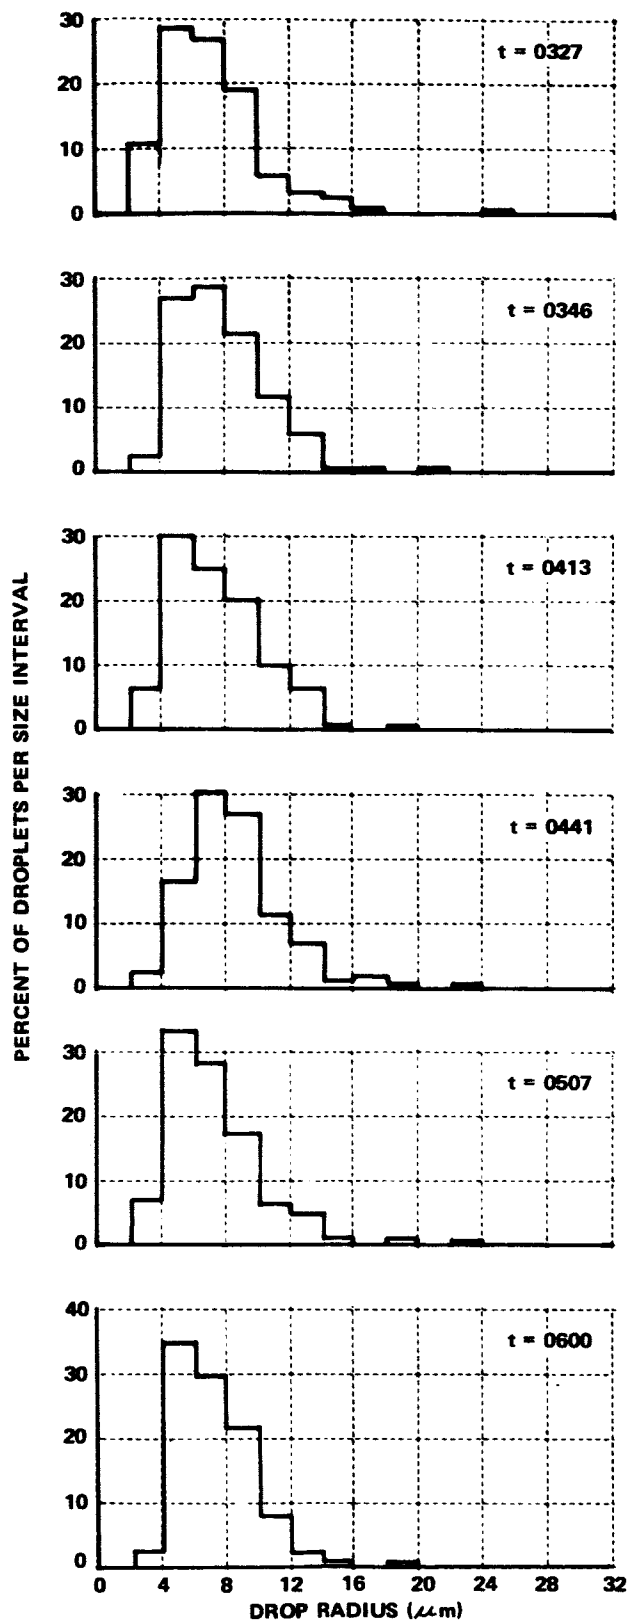 PERCENT OF DROPLETS PER SIZE INTERVAL
30
20
10
0
t = 0327
30
20
10
0
t = 0346
30
20
10
0
t = 0413
30
20
10
0
t = 0441
30
20
10
0
t = 0507
40
30
20
10
0
t = 0600
0 4 8 12 16 20 24 28 32
DROP RADIUS (μm)